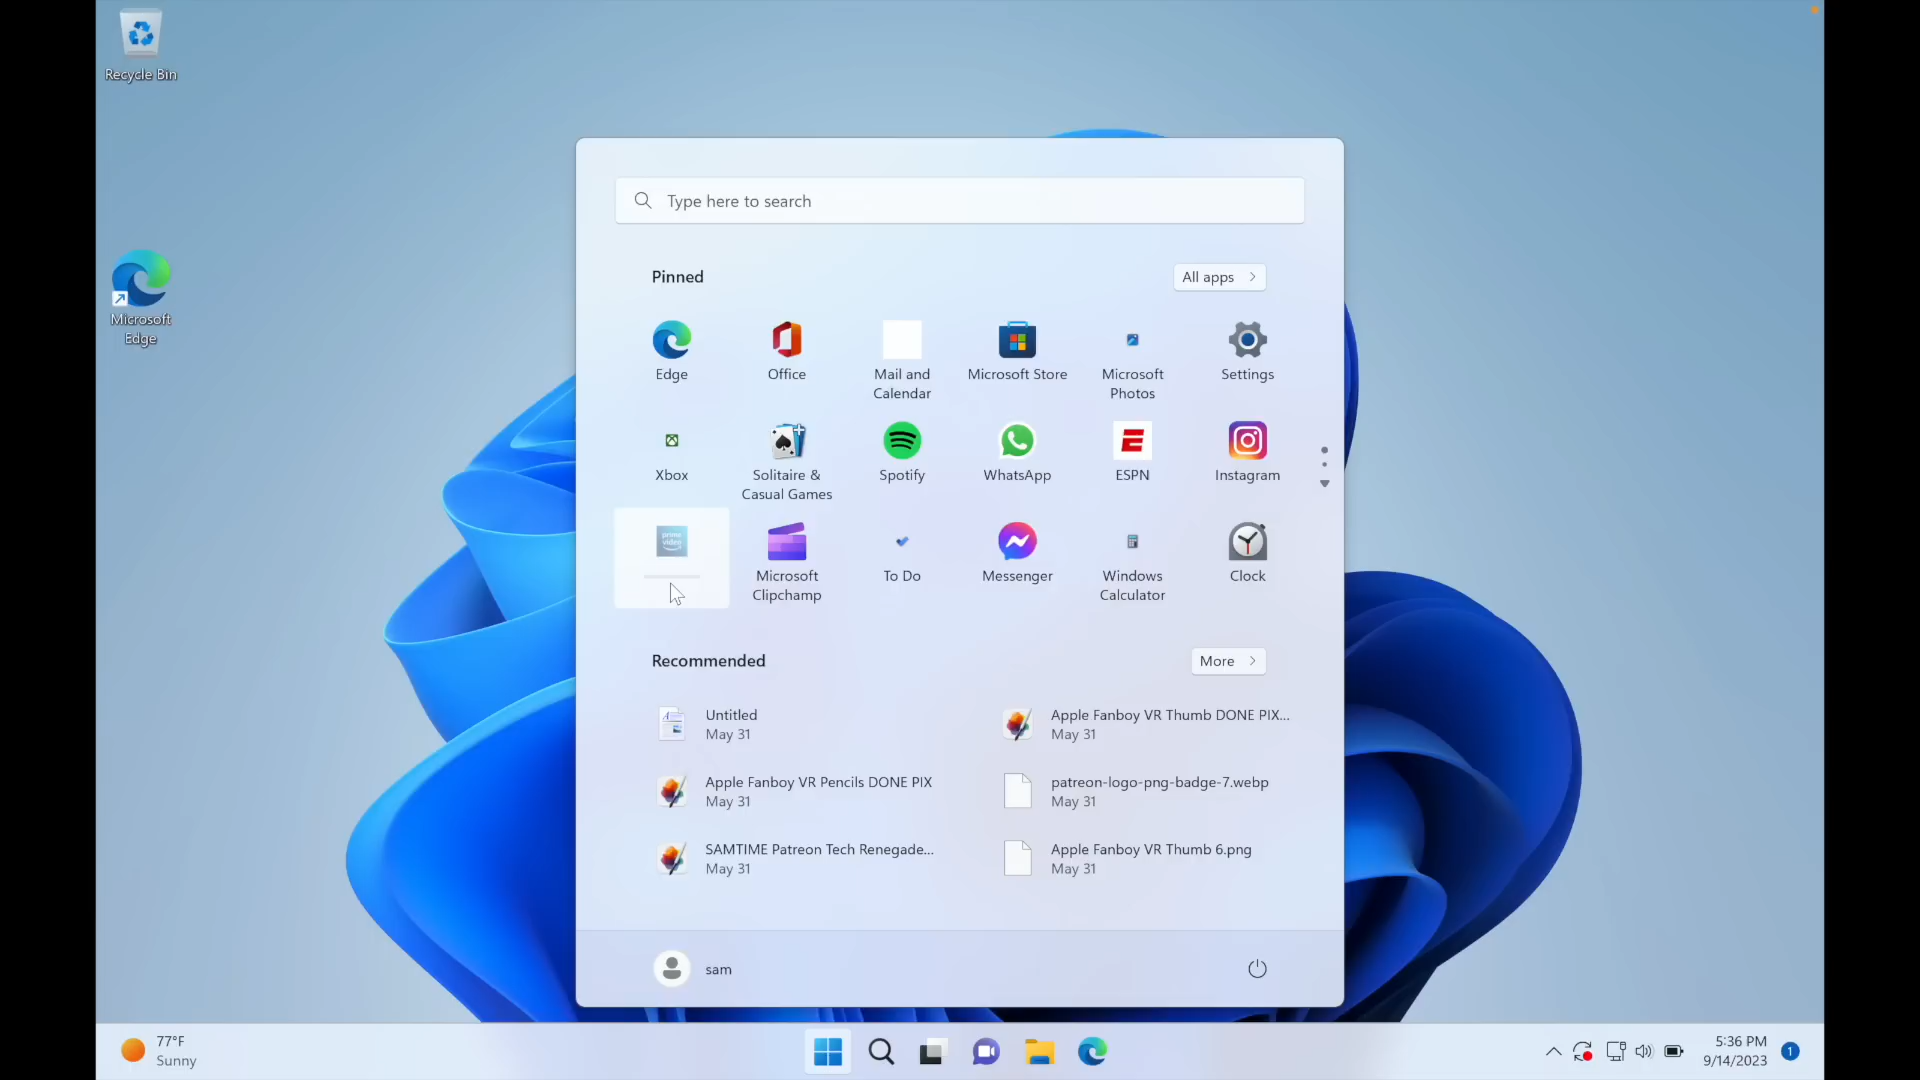 Recycle Bin
Microsoft
Edge
Type here to search
Pinned
All apps
Edge
Office
Mail and
Calendar
Microsoft Store
Microsoft
Photos
Settings
Xbox
Solitaire &
Casual Games
Spotify
WhatsApp
ESPN
Instagram
prime
video
Microsoft
Clipchamp
To Do
Messenger
Windows
Calculator
Clock
Recommended
More
Untitled
May 31
Apple Fanboy VR Thumb DONE PIX...
May 31
Apple Fanboy VR Pencils DONE PIX
May 31
patreon-logo-png-badge-7.webp
May 31
SAMTIME Patreon Tech Renegade...
May 31
Apple Fanboy VR Thumb 6.png
May 31
sam
77°F
Sunny
5:36 PM
9/14/2023
1